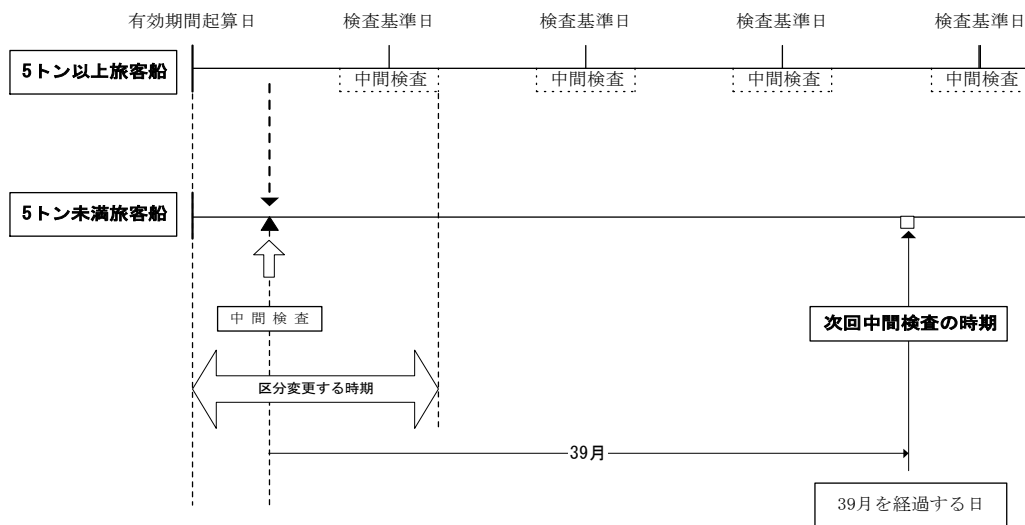 有効期間起算日
検査基準日
検査基準日
検査基準日
検査基準日
5トン以上旅客船
中間検査
中間検査
中間検査
中間検査
5トン未満旅客船
中間検査
次回中間検査の時期
区分変更する時期
39月
39月を経過する日